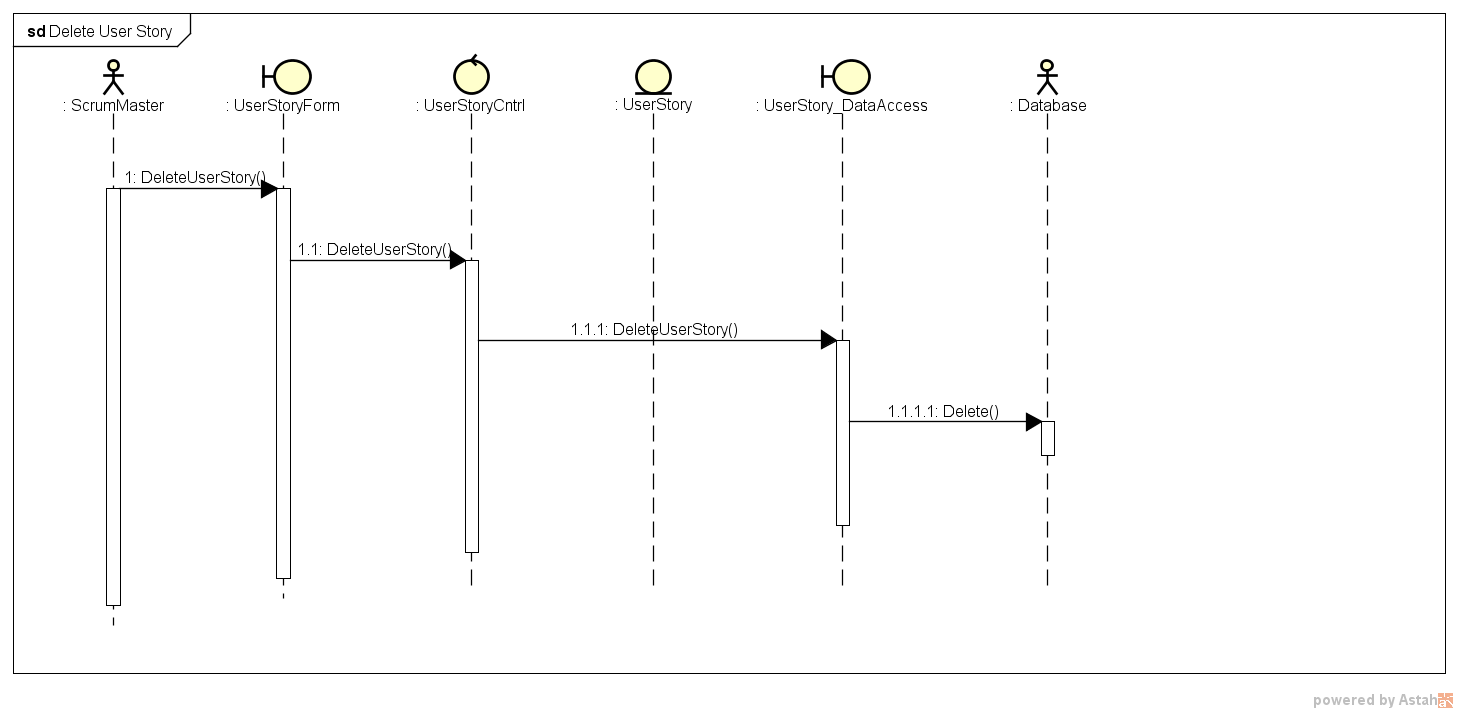 sd Delete User Story
: ScrumMaster
: UserStoryForm
: UserStoryCntrl
: UserStory
: UserStory_DataAccess
: Database
1: DeleteUserStory()
1.1: DeleteUserStory()
1.1.1: DeleteUserStory()
1.1.1.1: Delete()
powered by Astah